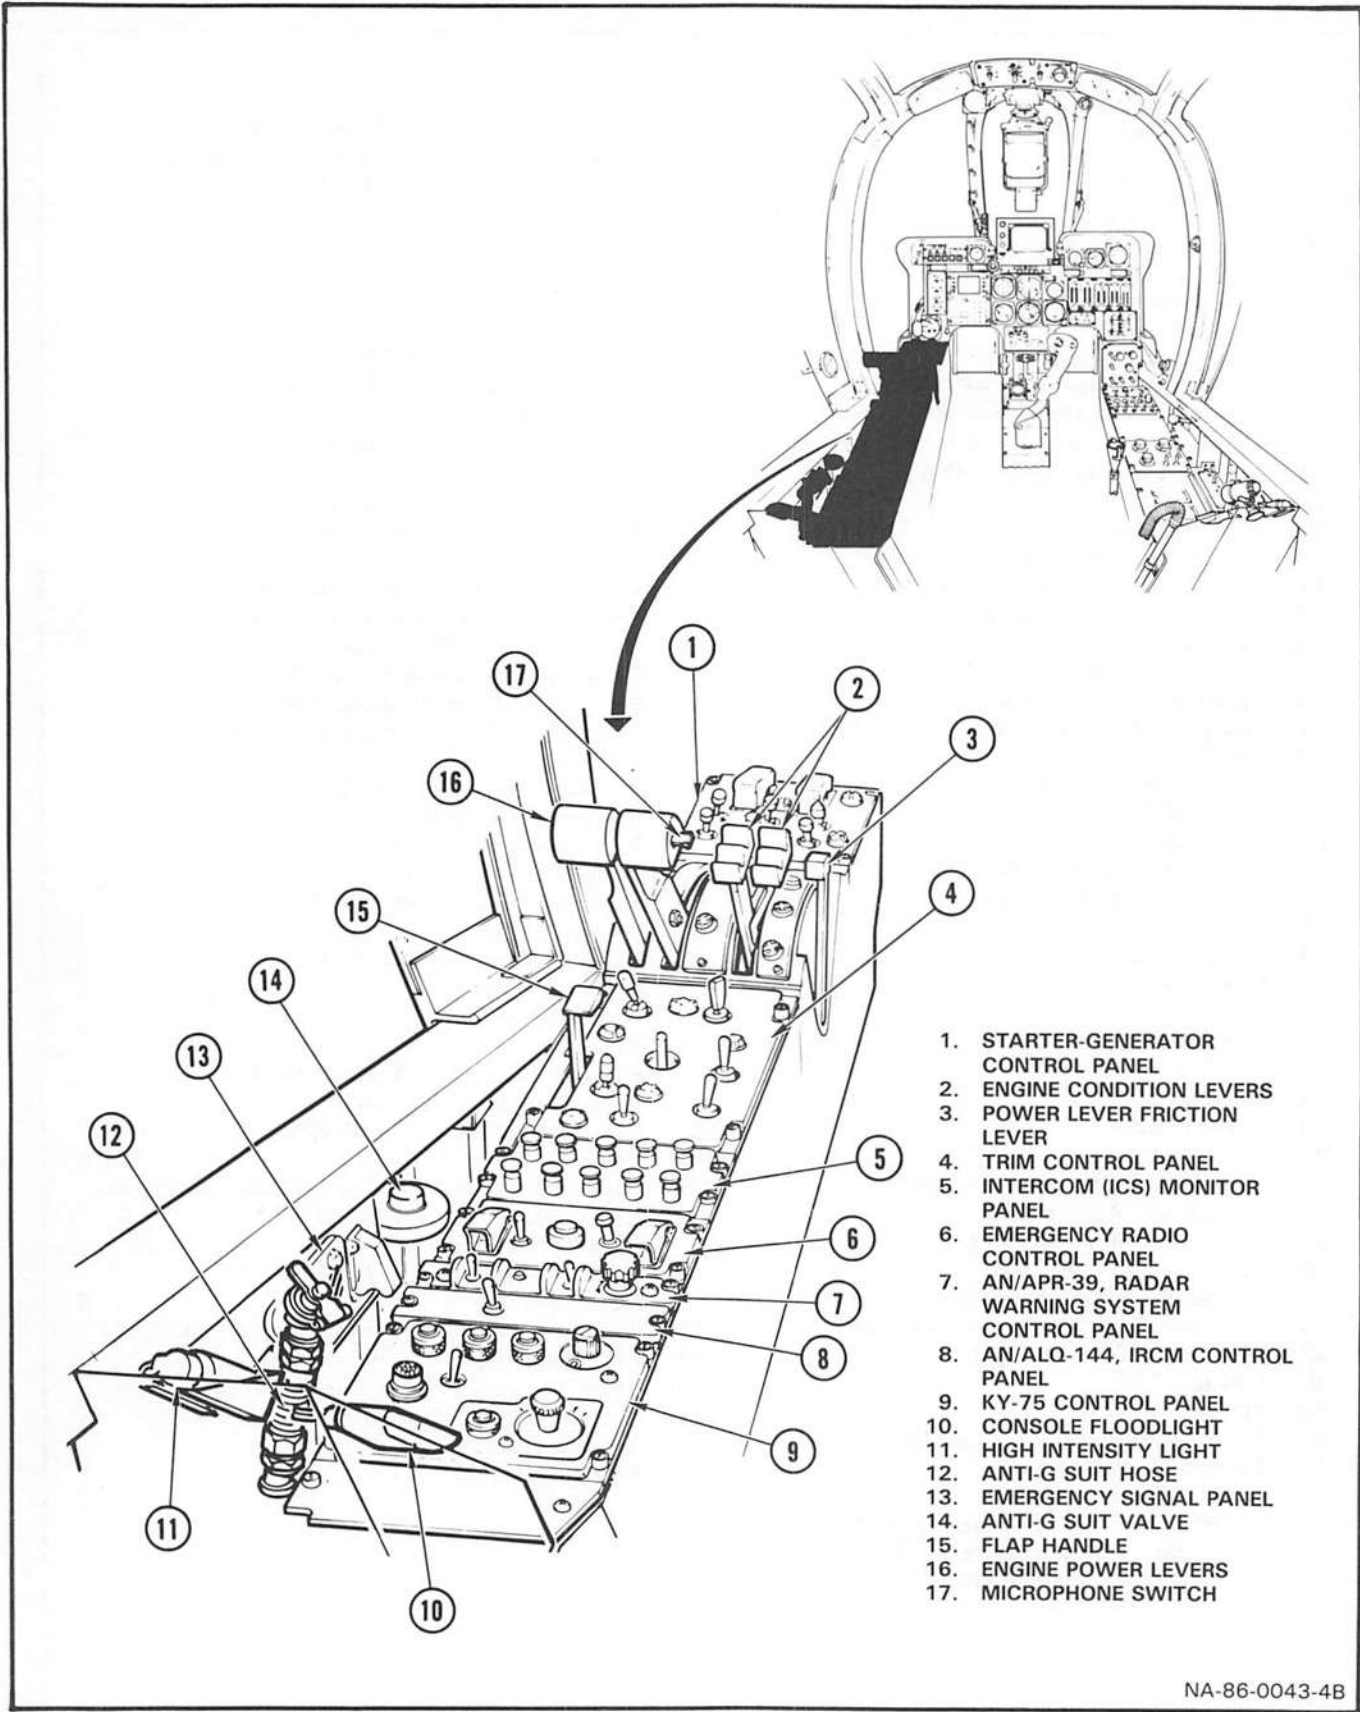 1
17
2
3
16
4
15
14
13
12
5
6
7
8
9
11
10
1. STARTER-GENERATOR
CONTROL PANEL
2. ENGINE CONDITION LEVERS
3. POWER LEVER FRICTION
LEVER
4. TRIM CONTROL PANEL
5. INTERCOM (ICS) MONITOR
PANEL
6. EMERGENCY RADIO
CONTROL PANEL
7. AN/APR-39, RADAR
WARNING SYSTEM
CONTROL PANEL
8. AN/ALQ-144, IRCM CONTROL
PANEL
9. KY-75 CONTROL PANEL
10. CONSOLE FLOODLIGHT
11. HIGH INTENSITY LIGHT
12. ANTI-G SUIT HOSE
13. EMERGENCY SIGNAL PANEL
14. ANTI-G SUIT VALVE
15. FLAP HANDLE
16. ENGINE POWER LEVERS
17. MICROPHONE SWITCH
NA-86-0043-4B